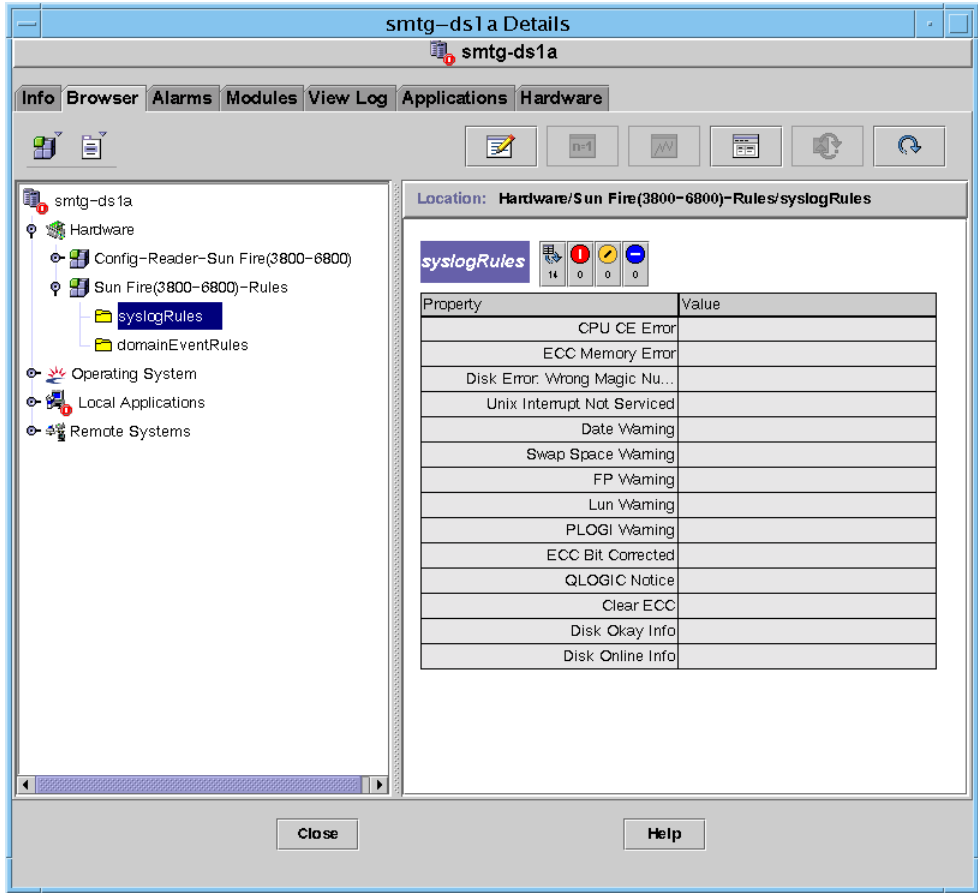 smtg-ds1a Details
smtg-ds1a
Info Browser Alarms Modules View Log Applications Hardware
n=1
smtg-ds1a
Hardware
Config-Reader-Sun Fire(3800-6800)
Sun Fire(3800-6800)-Rules
syslogRules
domainEventRules
Operating System
Local Applications
Remote Systems
Location: Hardware/Sun Fire(3800-6800)-Rules/syslogRules
syslogRules
14 0 0 0
Property Value
CPU CE Error
ECC Memory Error
Disk Error: Wrong Magic Nu...
Unix Interrupt Not Serviced
Date Warning
Swap Space Warning
FP Warning
Lun Warning
PLOGI Warning
ECC Bit Corrected
QLOGIC Notice
Clear ECC
Disk Okay Info
Disk Online Info
Close Help